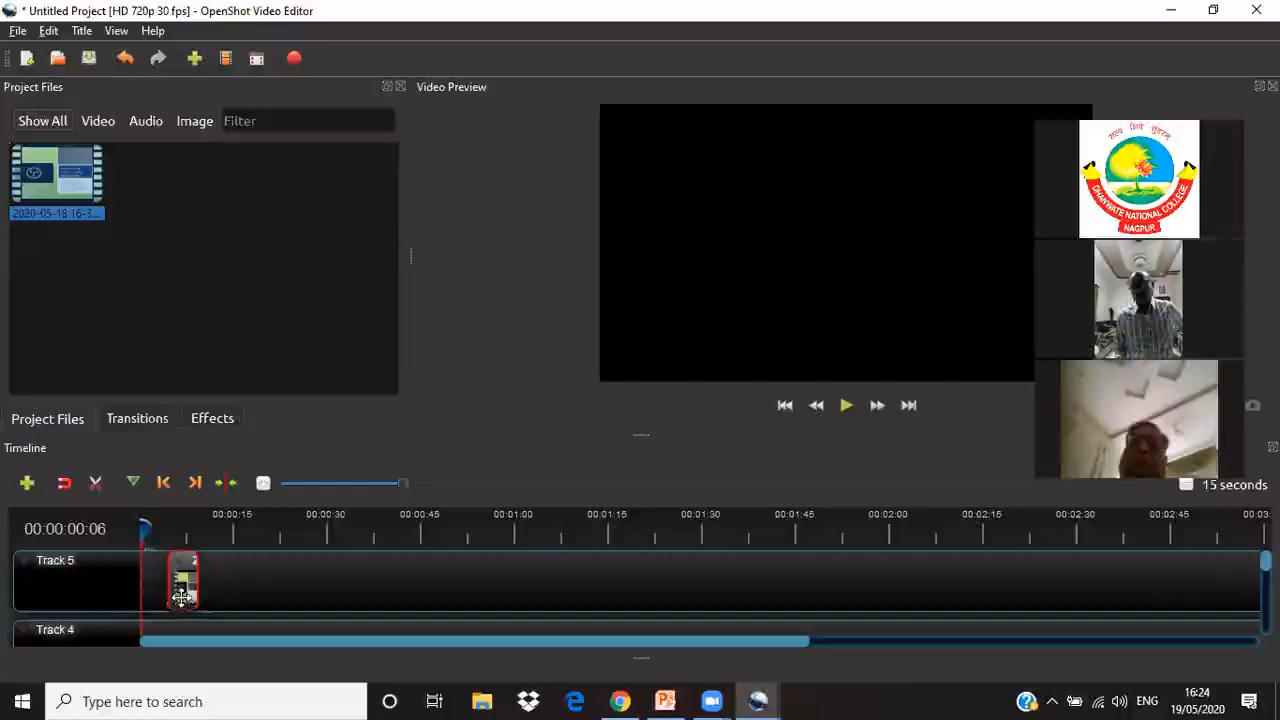 * Untitled Project [HD 720p 30 fps] - OpenShot Video Editor
File Edit Title View Help
Project Files
Video Preview
Show All Video Audio Image Filter
सत्यं शिवं सुंदरम्
DHANWATE NATIONAL COLLEGE
NAGPUR
2020-05-18 16-3...
Project Files Transitions Effects
Timeline
15 seconds
00:00:00:06
00:00:15 00:00:30 00:00:45 00:01:00 00:01:15 00:01:30 00:01:45 00:02:00 00:02:15 00:02:30 00:02:45 00:03:
Track 5
2
Track 4
Type here to search
ENG
16:24
19/05/2020